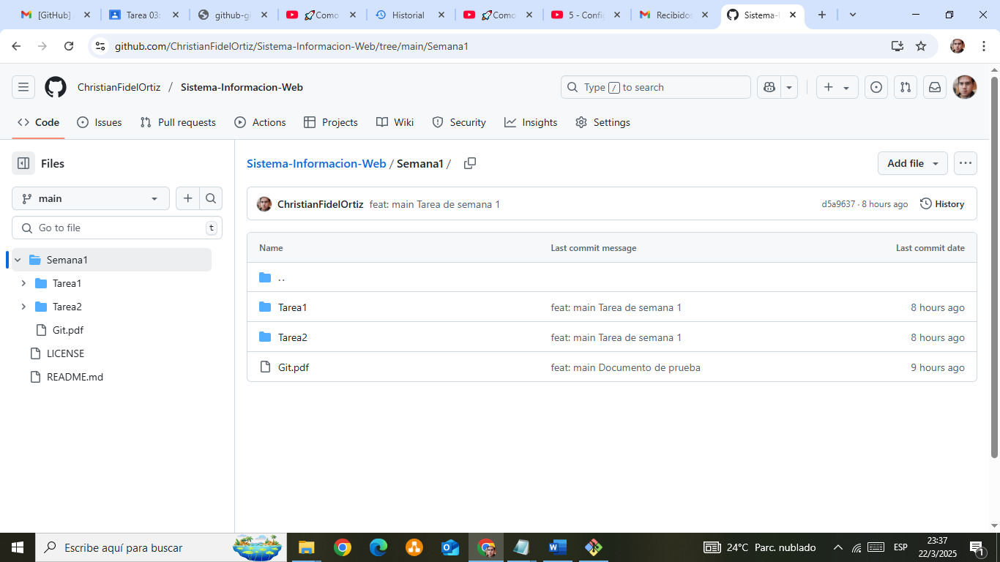 [GitHub] A
Tarea 03:
github-gi
🚀Como
Historial
🚀Como
5 - Confi
Recibidos
Sistema-I
github.com/ChristianFidelOrtiz/Sistema-Informacion-Web/tree/main/Semana1
ChristianFidelOrtiz / Sistema-Informacion-Web
Type / to search
Code Issues Pull requests Actions Projects Wiki Security Insights Settings
Files
Sistema-Informacion-Web / Semana1 /
Add file
main
ChristianFidelOrtiz feat: main Tarea de semana 1
d5a9637 · 8 hours ago
History
Go to file
t
Name Last commit message Last commit date
Semana1
..
Tarea1
Tarea1 feat: main Tarea de semana 1 8 hours ago
Tarea2
Tarea2 feat: main Tarea de semana 1 8 hours ago
Git.pdf
Git.pdf feat: main Documento de prueba 9 hours ago
LICENSE
README.md
Escribe aquí para buscar
24°C Parc. nublado
ESP
23:37
22/3/2025
1